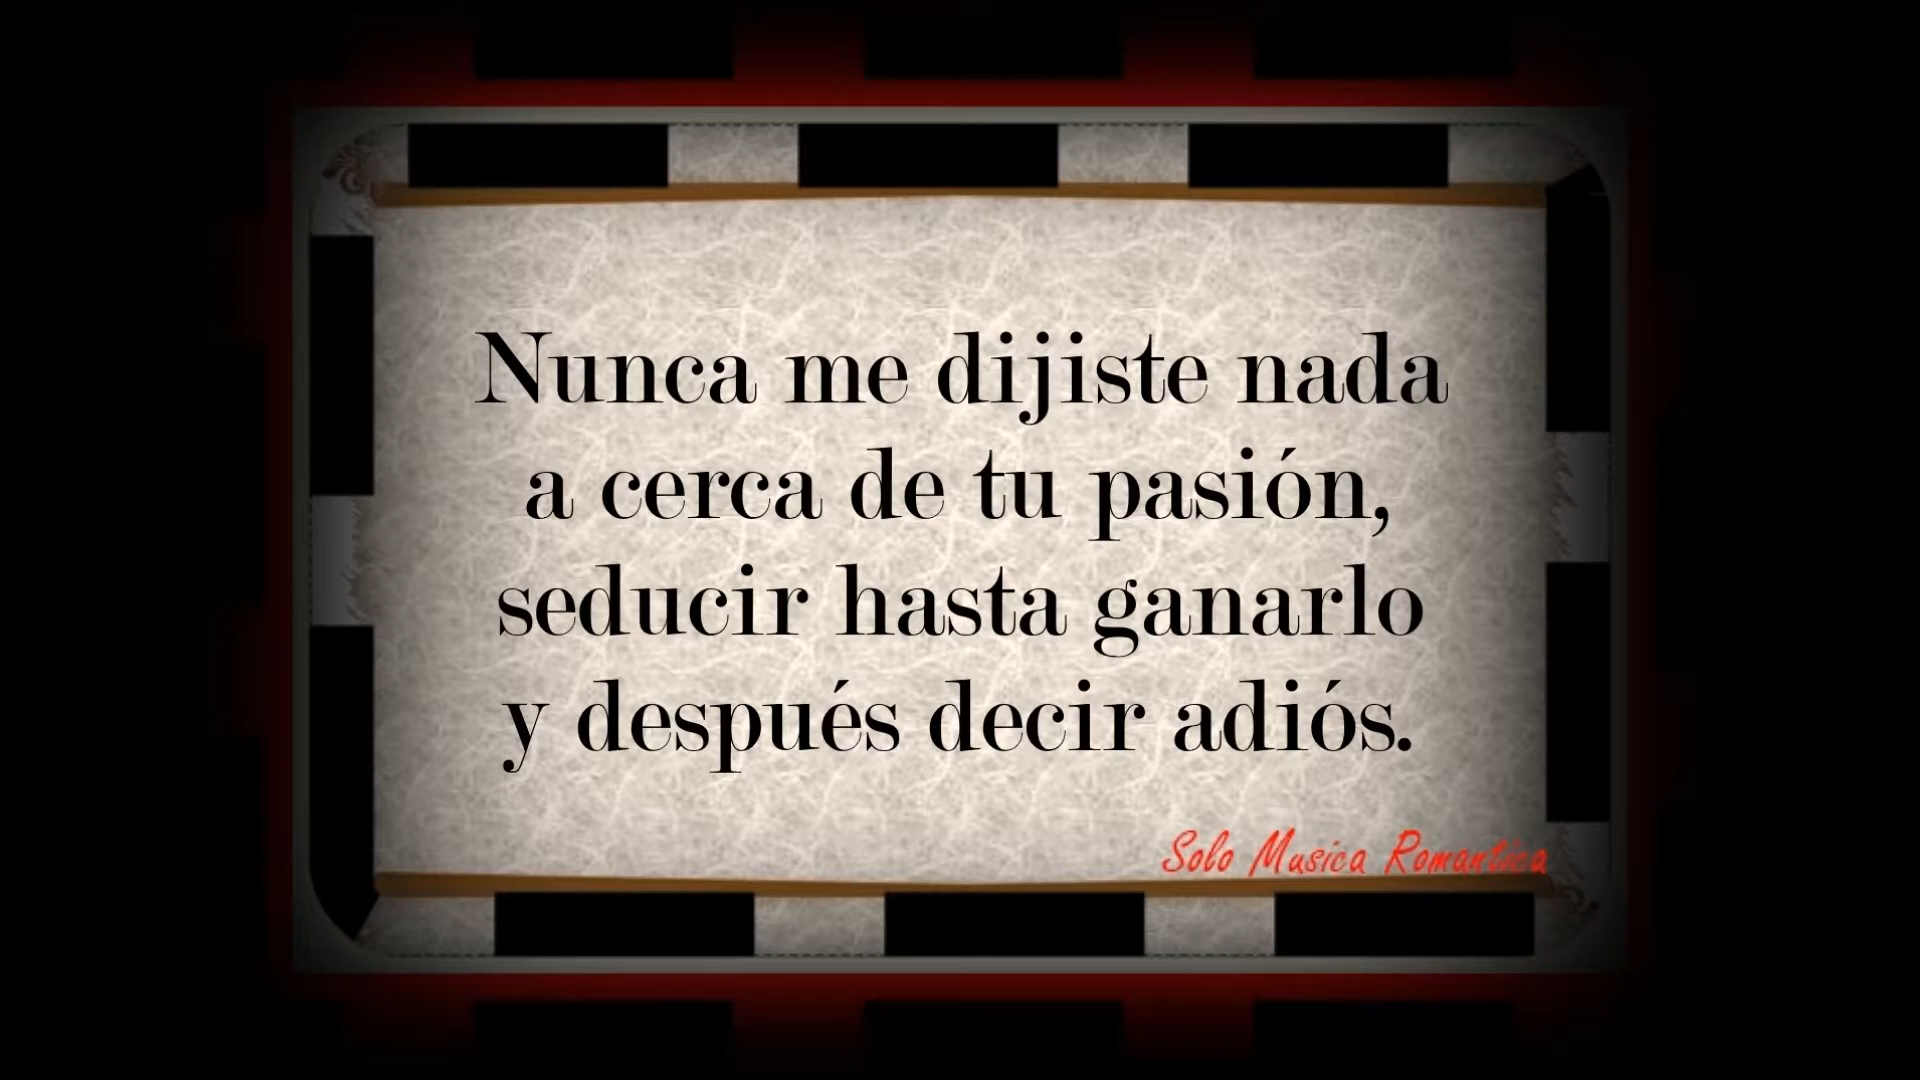 Nunca me dijiste nada
a cerca de tu pasión,
seducir hasta ganarlo
y después decir adiós.
Solo Musica Romantica